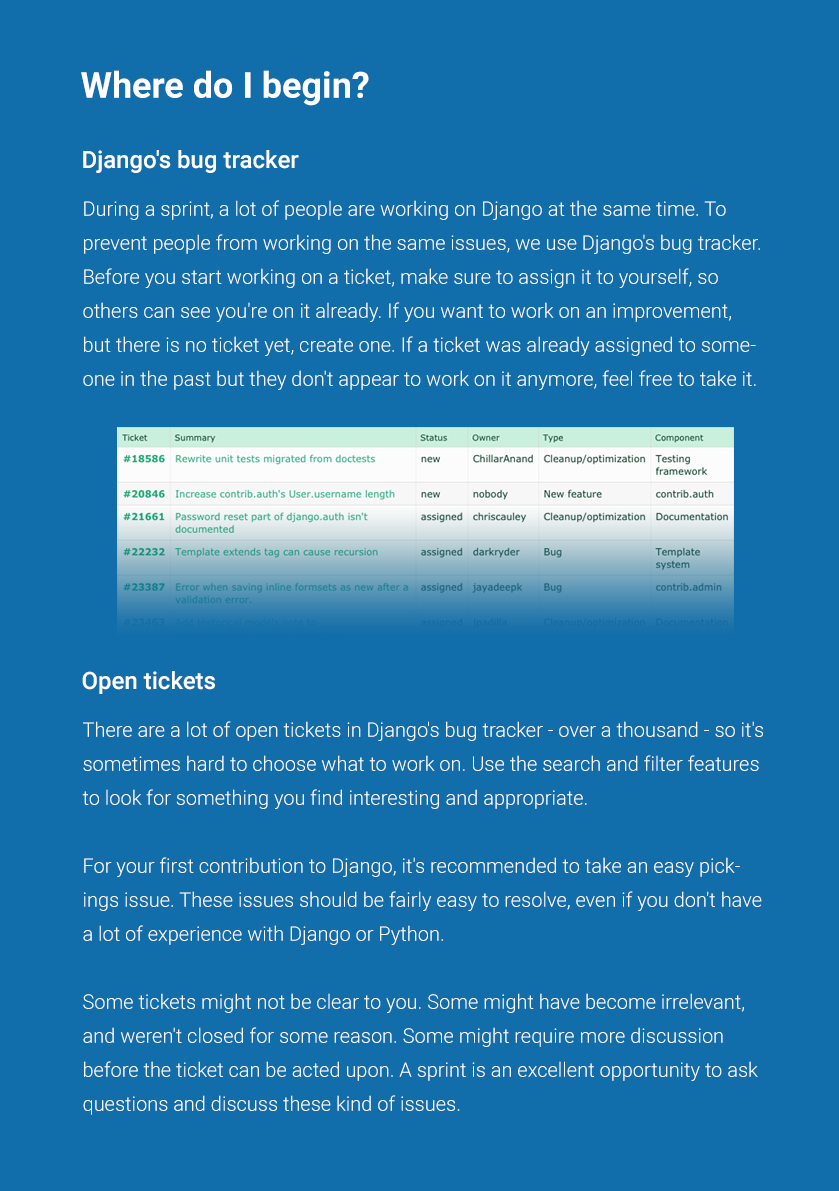 Where do I begin?
Django's bug tracker
During a sprint, a lot of people are working on Django at the same time. To
prevent people from working on the same issues, we use Django's bug tracker.
Before you start working on a ticket, make sure to assign it to yourself, so
others can see you're on it already. If you want to work on an improvement,
but there is no ticket yet, create one. If a ticket was already assigned to some-
one in the past but they don't appear to work on it anymore, feel free to take it.
Ticket Summary Status Owner Type Component
#18586 Rewrite unit tests migrated from doctests new ChillarAnand Cleanup/optimization Testing
framework
#20846 Increase contrib.auth's User.username length new nobody New feature contrib.auth
#21661 Password reset part of django.auth isn't assigned chriscauley Cleanup/optimization Documentation
documented
#22232 Template extends tag can cause recursion assigned darkryder Bug Template
system
#23387 Error when saving inline formsets as new after a assigned jayadeepk Bug contrib.admin
validation error.
assigned Cleanup/optimization Documentation
Open tickets
There are a lot of open tickets in Django's bug tracker - over a thousand - so it's
sometimes hard to choose what to work on. Use the search and filter features
to look for something you find interesting and appropriate.
For your first contribution to Django, it's recommended to take an easy pick-
ings issue. These issues should be fairly easy to resolve, even if you don't have
a lot of experience with Django or Python.
Some tickets might not be clear to you. Some might have become irrelevant,
and weren't closed for some reason. Some might require more discussion
before the ticket can be acted upon. A sprint is an excellent opportunity to ask
questions and discuss these kind of issues.